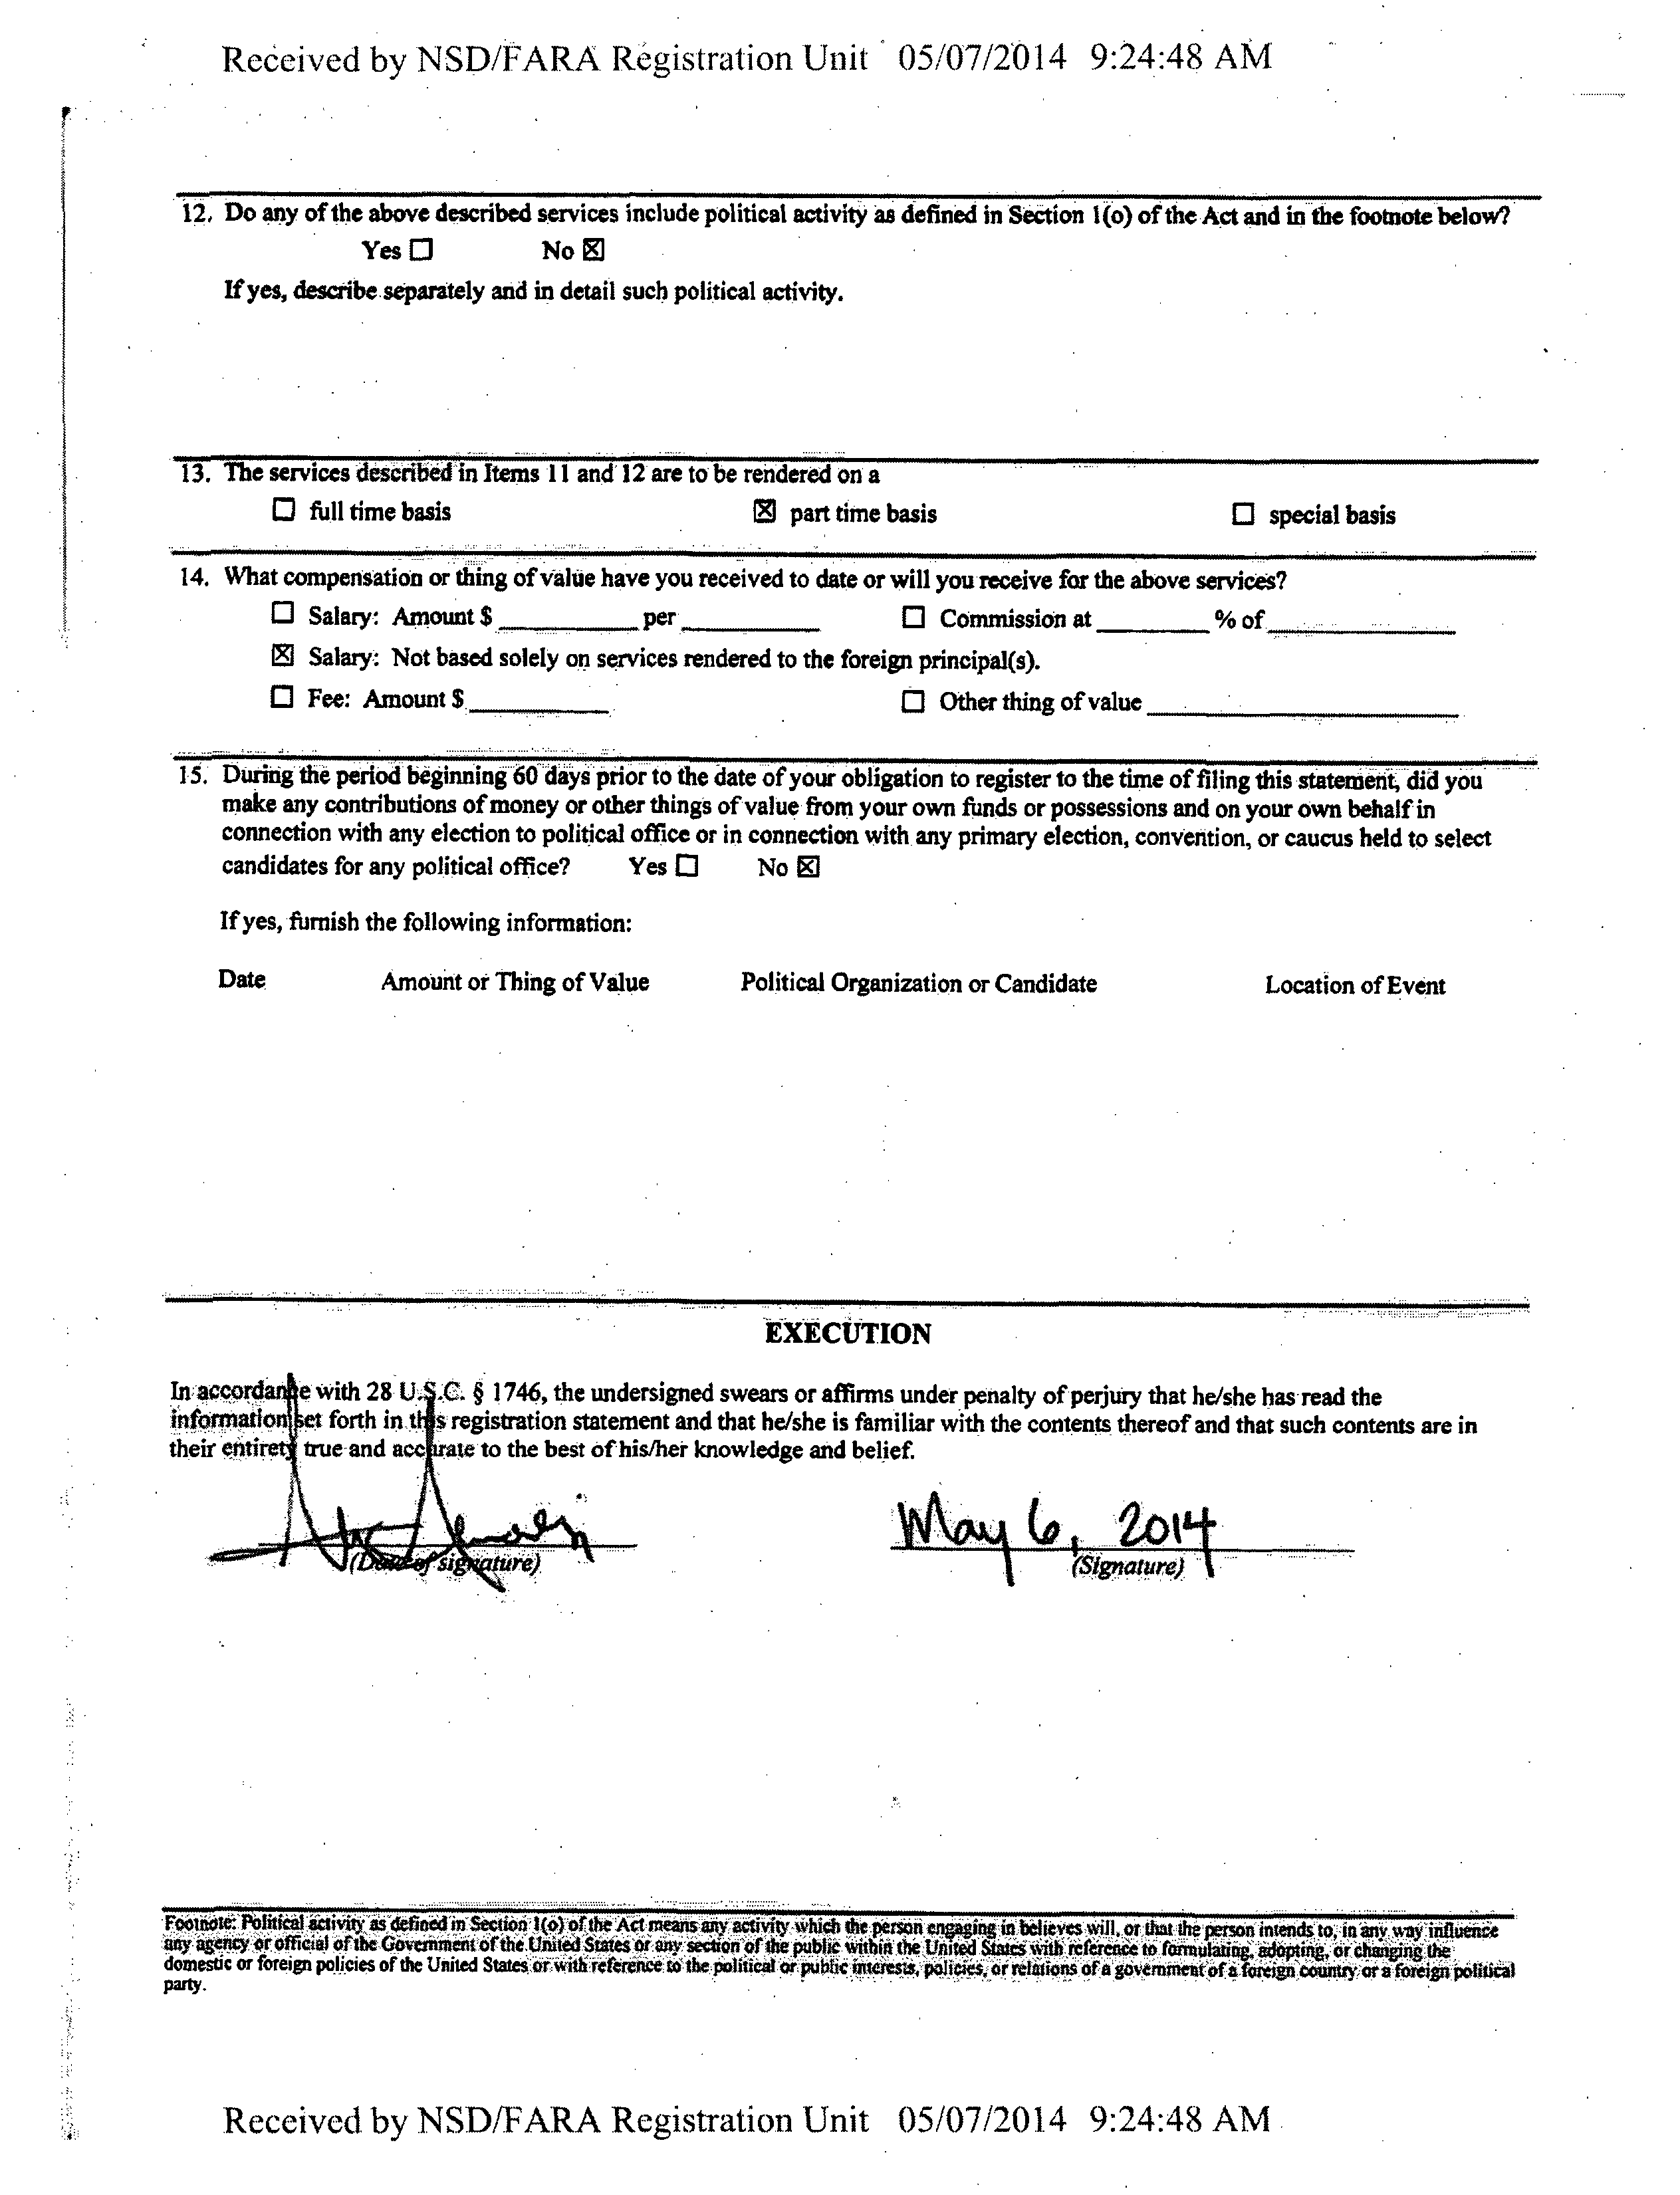 Received by NSD/FARA Registration Unit 05/07/2014 9:24:48 AM
12. Do any of the above described services include political activity as defined in Section 1(o) of the Act and in the footnote below?
Yes ☐ No ☒
If yes, describe separately and in detail such political activity.
13. The services described in Items 11 and 12 are to be rendered on a
☐ full time basis ☒ part time basis ☐ special basis
14. What compensation or thing of value have you received to date or will you receive for the above services?
☐ Salary: Amount $ __________ per __________ ☐ Commission at ________ % of __________
☒ Salary: Not based solely on services rendered to the foreign principal(s).
☐ Fee: Amount $ __________ ☐ Other thing of value __________
15. During the period beginning 60 days prior to the date of your obligation to register to the time of filing this statement, did you
make any contributions of money or other things of value from your own funds or possessions and on your own behalf in
connection with any election to political office or in connection with any primary election, convention, or caucus held to select
candidates for any political office? Yes ☐ No ☒
If yes, furnish the following information:
Date Amount or Thing of Value Political Organization or Candidate Location of Event
EXECUTION
In accordance with 28 U.S.C. § 1746, the undersigned swears or affirms under penalty of perjury that he/she has read the
information set forth in this registration statement and that he/she is familiar with the contents thereof and that such contents are in
their entirety true and accurate to the best of his/her knowledge and belief.
May 6, 2014
(Date of signature) (Signature)
Footnote: Political activity as defined in Section 1(o) of the Act means any activity which the person engaging in believes will, or that the person intends to, in any way influence
any agency or official of the Government of the United States or any section of the public within the United States with reference to formulating, adopting, or changing the
domestic or foreign policies of the United States or with reference to the political or public interests, policies, or relations of a government of a foreign country or a foreign political
party.
Received by NSD/FARA Registration Unit 05/07/2014 9:24:48 AM